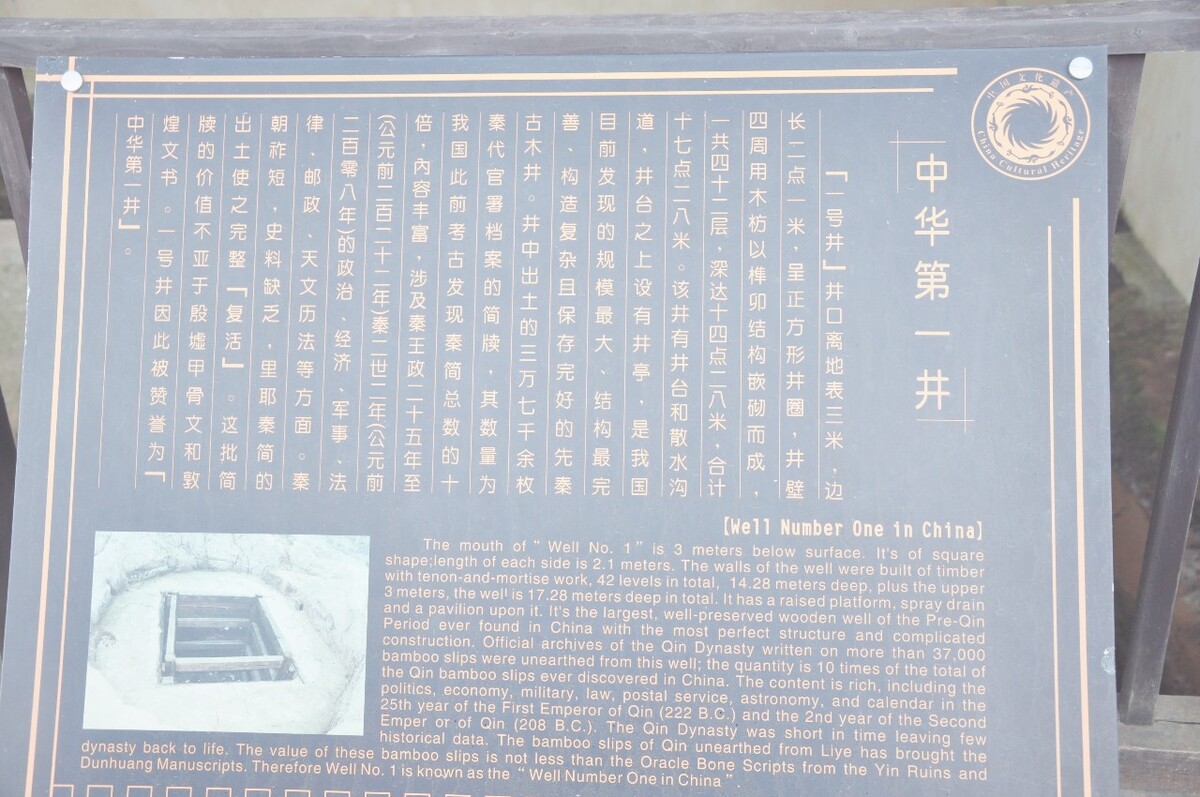 中国文化遗产
China Cultural Heritage
中华第一井
「一号井」井口离地表三米，边
长二点一米，呈正方形井圈，井壁
四周用木枋以榫卯结构嵌砌而成，
一共四十二层，深达十四点二八米，合计
十七点二八米。该井有井台和散水沟
道，井台之上设有井亭，是我国
目前发现的规模最大、结构最完
善、构造复杂且保存完好的先秦
古木井。井中出土的三万七千余枚
秦代官署档案的简牍，其数量为
我国此前考古发现秦简总数的十
倍，内容丰富，涉及秦王政二十五年至
(公元前二百二十二年)秦二世二年(公元前
二百零八年)的政治、经济、军事、法
律、邮政、天文历法等方面。秦
朝祚短，史料缺乏，里耶秦简的
出土使之完整「复活」。这批简
牍的价值不亚于殷墟甲骨文和敦
煌文书。一号井因此被赞誉为「
中华第一井」。
【Well Number One in China】
The mouth of “ Well No. 1 ” is 3 meters below surface. It's of square
shape;length of each side is 2.1 meters. The walls of the well were built of timber
with tenon-and-mortise work, 42 levels in total, 14.28 meters deep, plus the upper
3 meters, the well is 17.28 meters deep in total. It has a raised platform, spray drain
and a pavilion upon it. It's the largest, well-preserved wooden well of the Pre-Qin
Period ever found in China with the most perfect structure and complicated
construction. Official archives of the Qin Dynasty written on more than 37,000
bamboo slips were unearthed from this well; the quantity is 10 times of the total of
the Qin bamboo slips ever discovered in China. The content is rich, including the
politics, economy, military, law, postal service, astronomy, and calendar in the
25th year of the First Emperor of Qin (222 B.C.) and the 2nd year of the Second
Emper or of Qin (208 B.C.). The Qin Dynasty was short in time leaving few
historical data. The bamboo slips of Qin unearthed from Liye has brought the
dynasty back to life. The value of these bamboo slips is not less than the Oracle Bone Scripts from the Yin Ruins and
Dunhuang Manuscripts. Therefore Well No. 1 is known as the “ Well Number One in China ”.